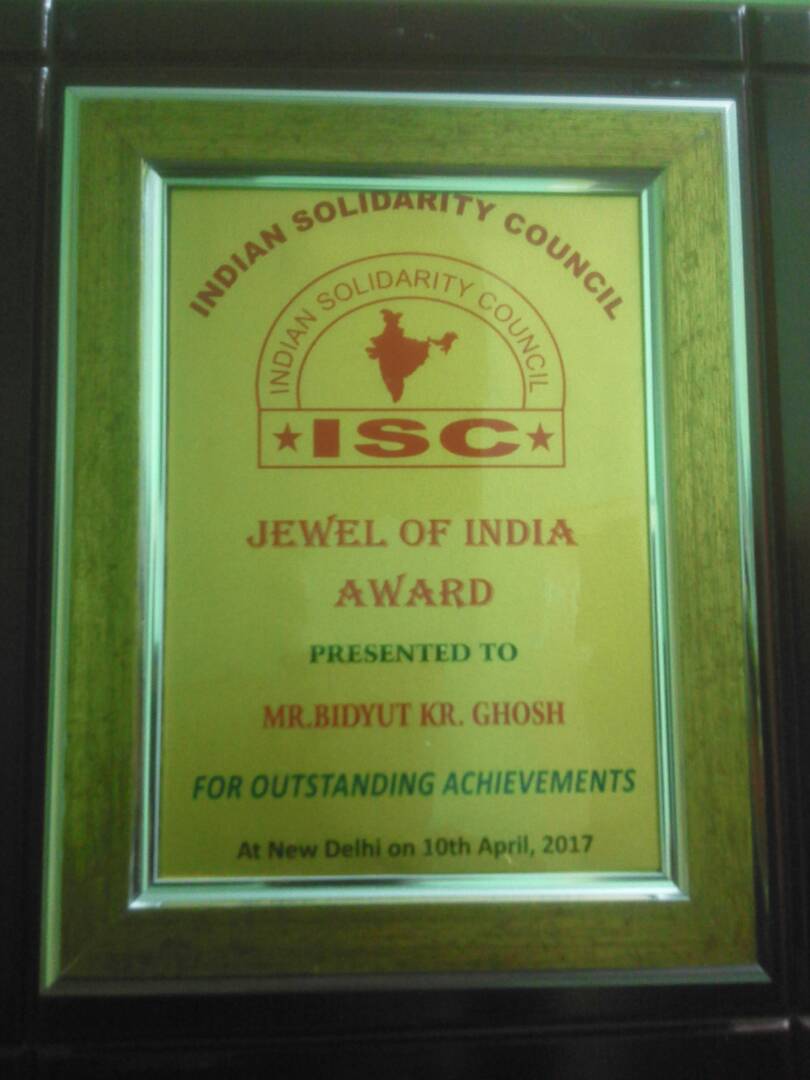 INDIAN SOLIDARITY COUNCIL
INDIAN SOLIDARITY COUNCIL
ISC
JEWEL OF INDIA
AWARD
PRESENTED TO
MR.BIDYUT KR. GHOSH
FOR OUTSTANDING ACHIEVEMENTS
At New Delhi on 10th April, 2017